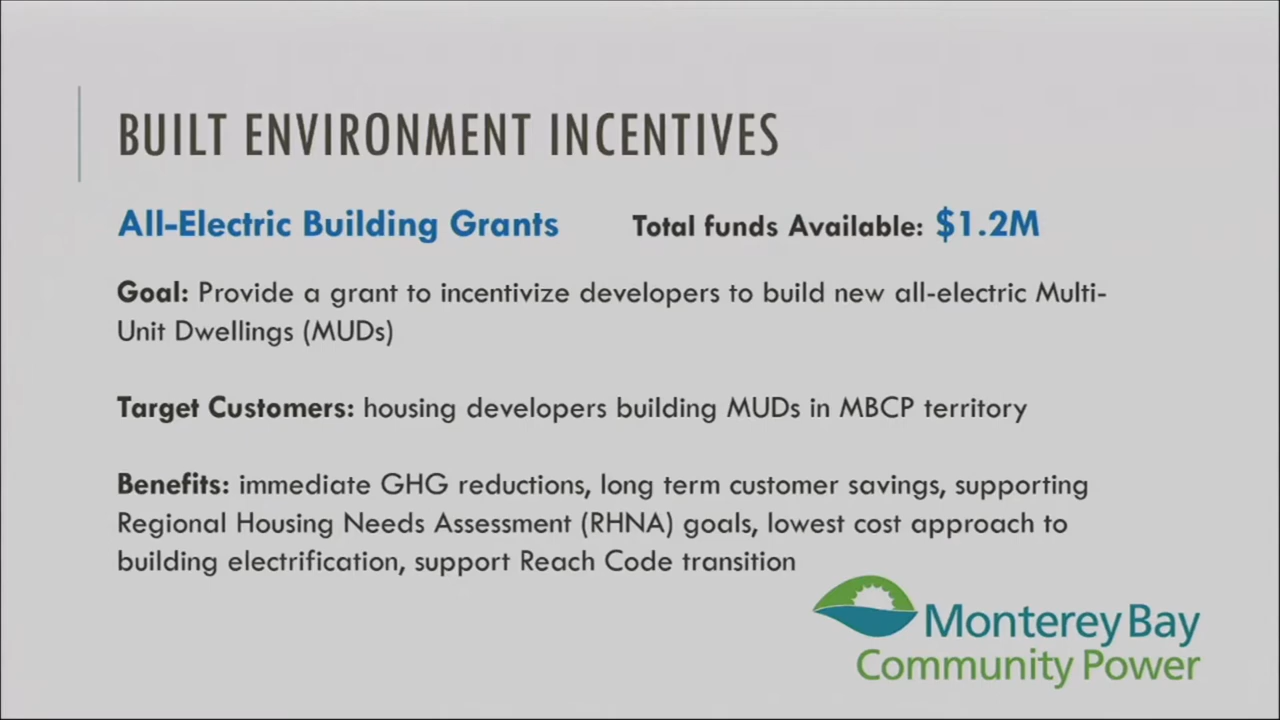 BUILT ENVIRONMENT INCENTIVES
All-Electric Building Grants Total funds Available: $1.2M
Goal: Provide a grant to incentivize developers to build new all-electric Multi-
Unit Dwellings (MUDs)
Target Customers: housing developers building MUDs in MBCP territory
Benefits: immediate GHG reductions, long term customer savings, supporting
Regional Housing Needs Assessment (RHNA) goals, lowest cost approach to
building electrification, support Reach Code transition
Monterey Bay
Community Power